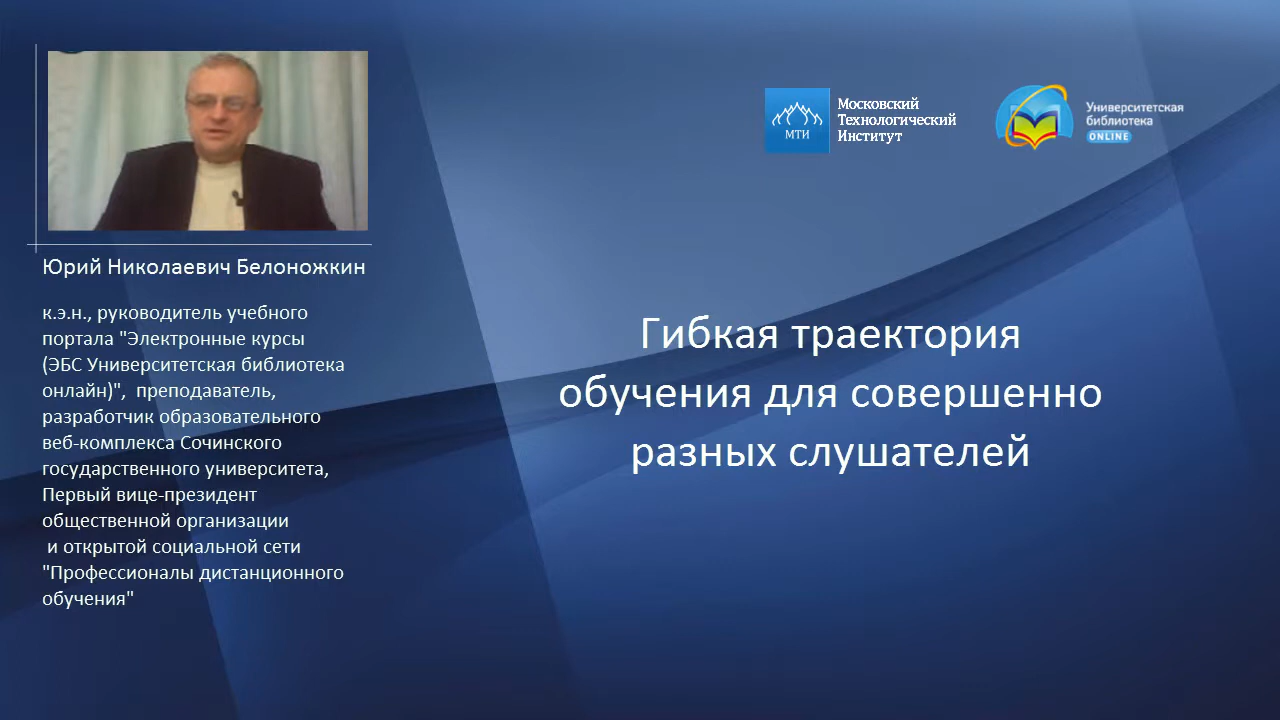 МТИ
Московский
Технологический
Институт
Университетская
библиотека
ONLINE
Юрий Николаевич Белоножкин
к.э.н., руководитель учебного
портала "Электронные курсы
(ЭБС Университетская библиотека
онлайн)", преподаватель,
разработчик образовательного
веб-комплекса Сочинского
государственного университета,
Первый вице-президент
общественной организации
и открытой социальной сети
"Профессионалы дистанционного
обучения"
Гибкая траектория
обучения для совершенно
разных слушателей